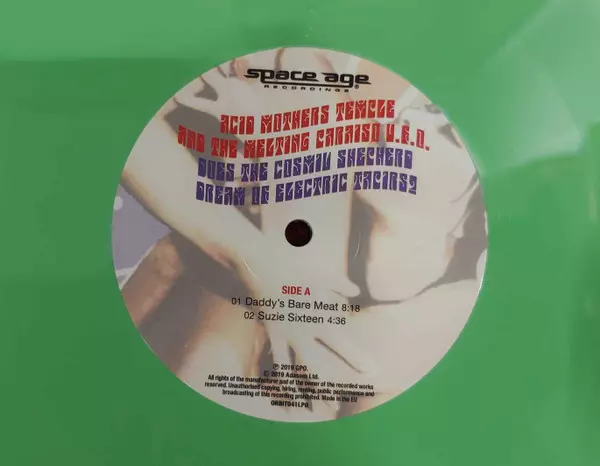 space age
RECORDINGS®
ACID MOTHERS TEMPLE
AND THE MELTING PARAISO U.F.O.
DOES THE COSMIC SHEPHERD
DREAM OF ELECTRIC TAPIRS?
SIDE A
01 Daddy's Bare Meat 8:18
02 Suzie Sixteen 4:36
℗ 2019 GPO.
© 2019 Adasam Ltd.
All rights of the manufacturer and of the owner of the recorded works
reserved. Unauthorised copying, hiring, renting, public performance and
broadcasting of this recording prohibited. Made in the EU
ORBIT041LPG